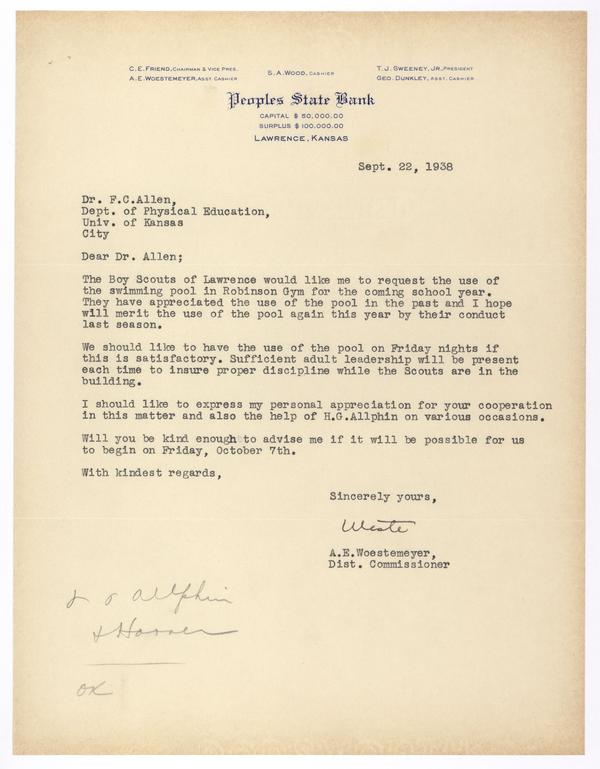 C. E. FRIEND, CHAIRMAN & VICE PRES.
A. E. WOESTEMEYER, ASST. CASHIER
S. A. WOOD, CASHIER
T. J. SWEENEY, JR., PRESIDENT
GEO. DUNKLEY, ASST. CASHIER
Peoples State Bank
CAPITAL $ 50,000.00
SURPLUS $ 100,000.00
LAWRENCE, KANSAS
Sept. 22, 1938
Dr. F.C.Allen,
Dept. of Physical Education,
Univ. of Kansas
City
Dear Dr. Allen;
The Boy Scouts of Lawrence would like me to request the use of
the swimming pool in Robinson Gym for the coming school year.
They have appreciated the use of the pool in the past and I hope
will merit the use of the pool again this year by their conduct
last season.
We should like to have the use of the pool on Friday nights if
this is satisfactory. Sufficient adult leadership will be present
each time to insure proper discipline while the Scouts are in the
building.
I should like to express my personal appreciation for your cooperation
in this matter and also the help of H.G.Allphin on various occasions.
Will you be kind enough to advise me if it will be possible for us
to begin on Friday, October 7th.
With kindest regards,
Sincerely yours,
Weste
A.E.Woestemeyer,
Dist. Commissioner
Allphin
& Hoover
OK